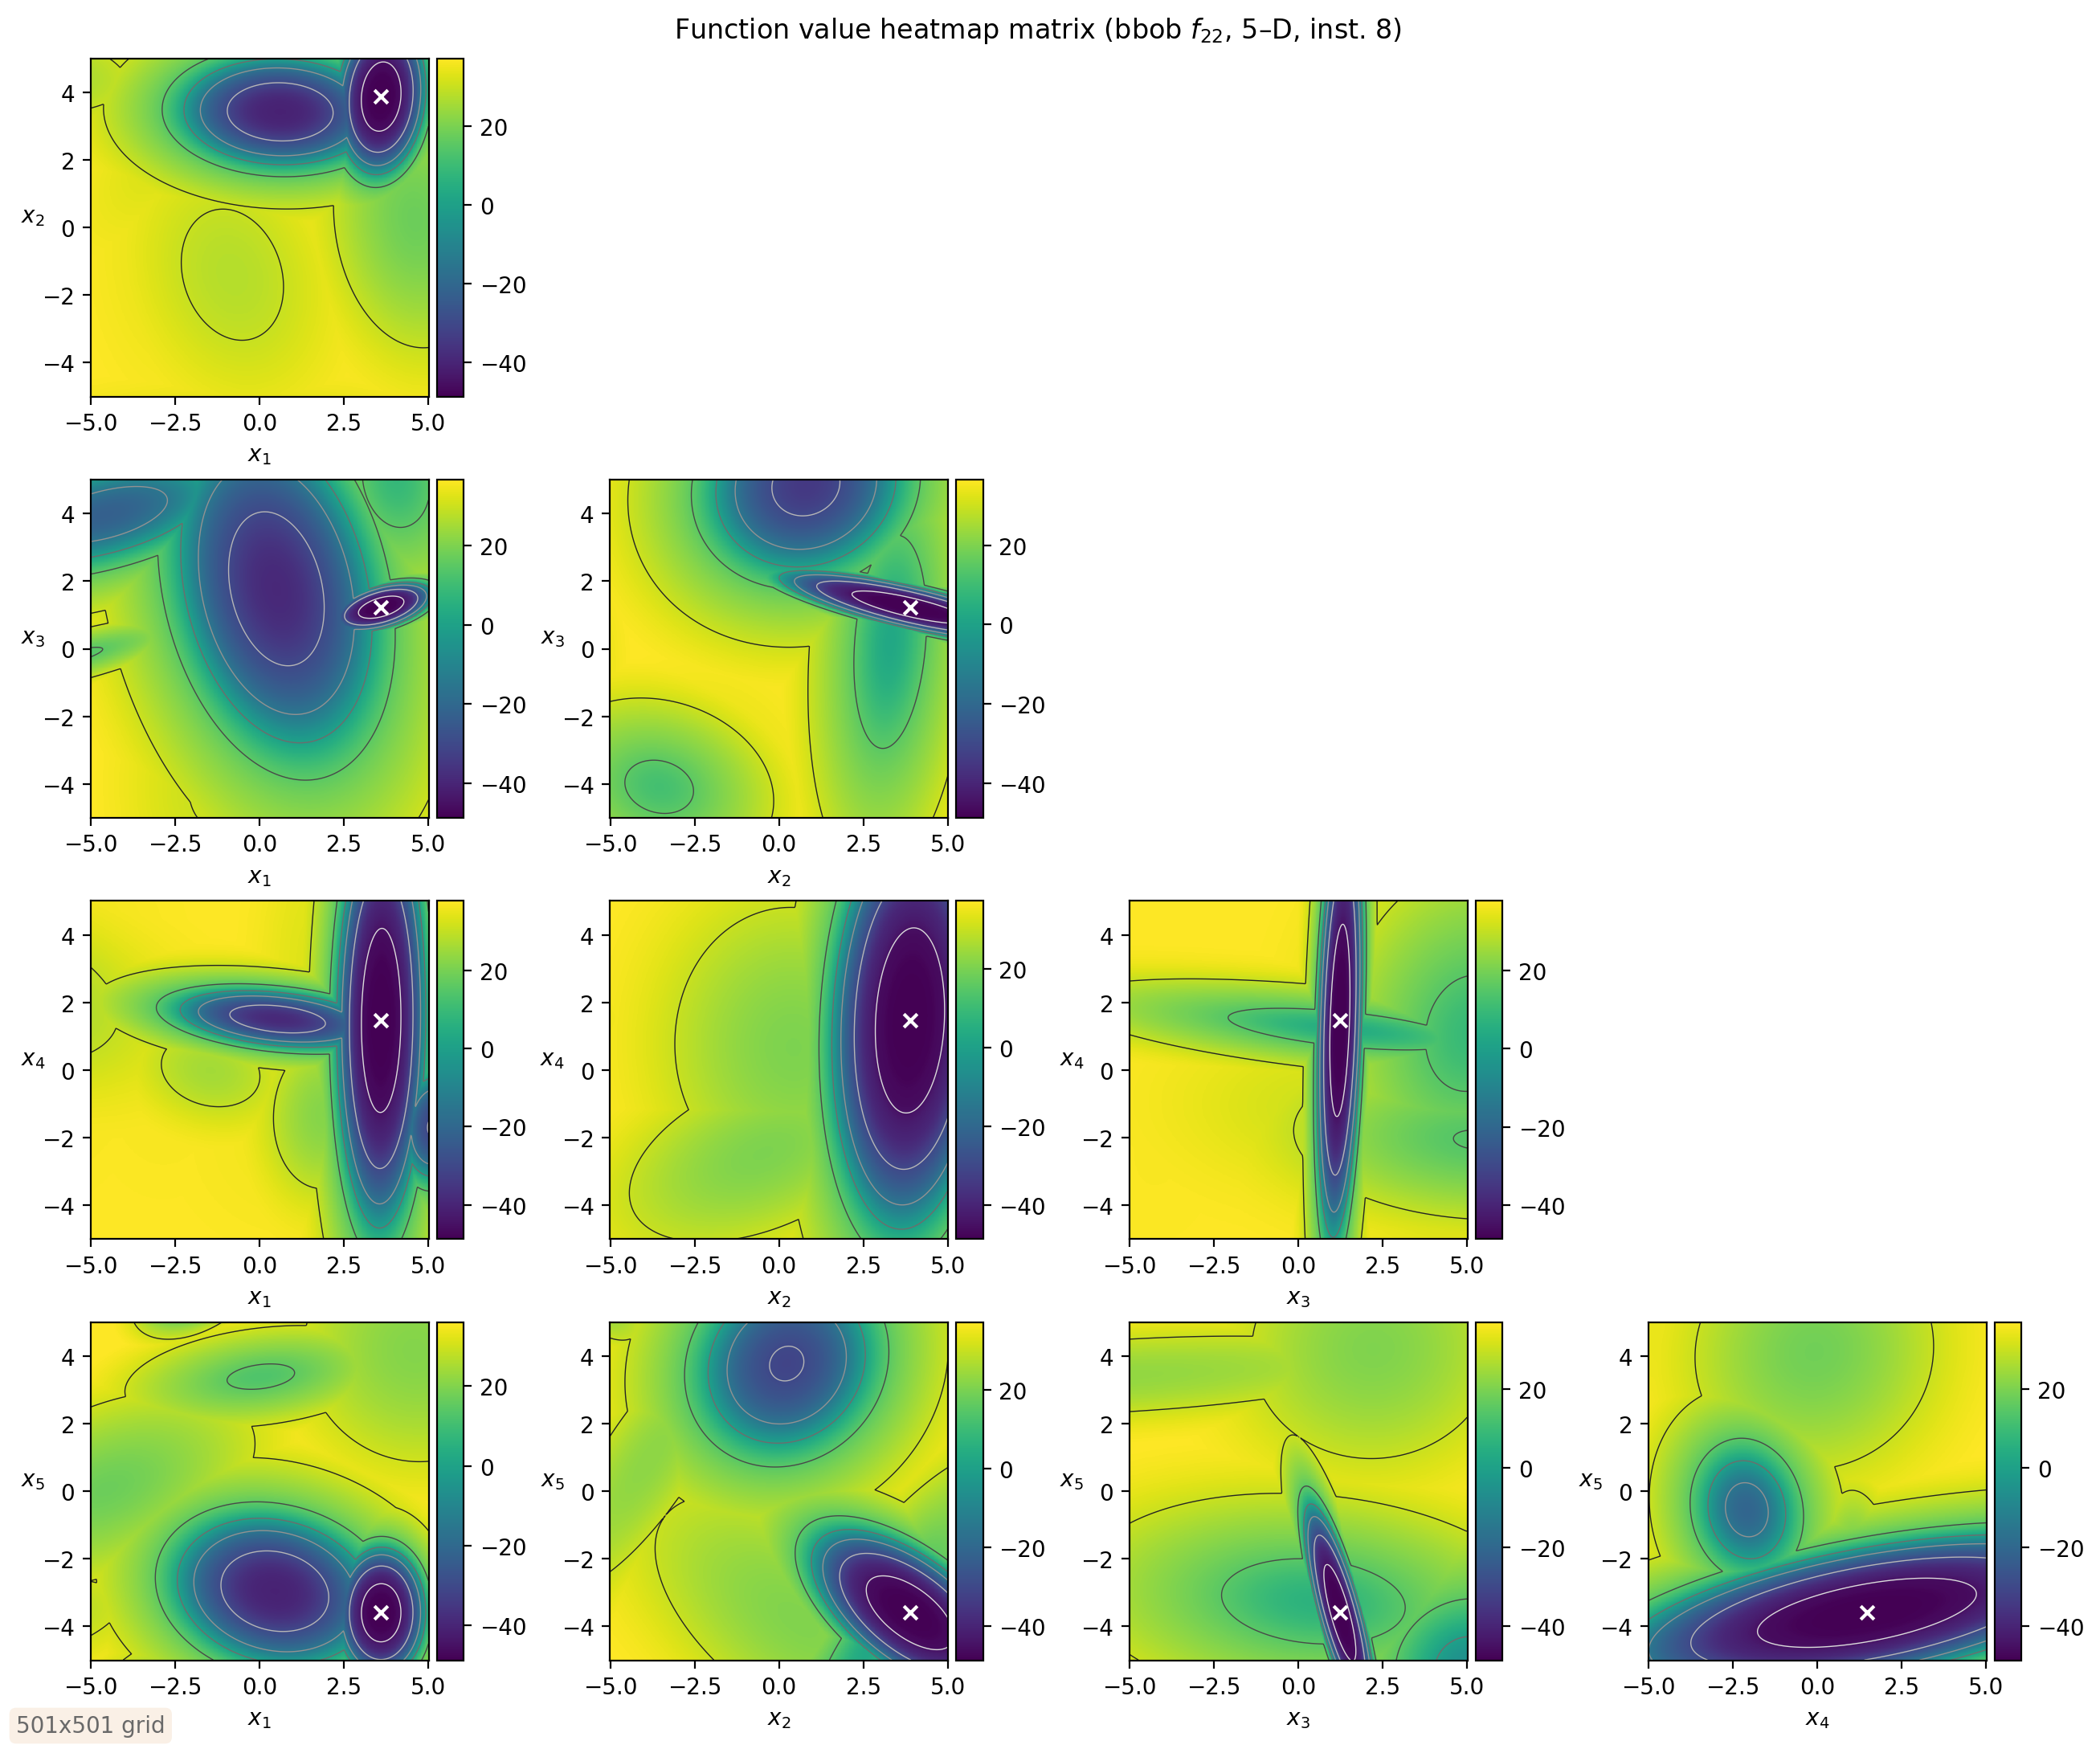 Function value heatmap matrix (bbob f22, 5–D, inst. 8)
4
2
0
−2
−4
x2
−5.0 −2.5 0.0 2.5 5.0
x1
20
0
−20
−40
4
2
0
−2
−4
x3
−5.0 −2.5 0.0 2.5 5.0
x1
20
0
−20
−40
4
2
0
−2
−4
x3
−5.0 −2.5 0.0 2.5 5.0
x2
20
0
−20
−40
4
2
0
−2
−4
x4
−5.0 −2.5 0.0 2.5 5.0
x1
20
0
−20
−40
4
2
0
−2
−4
x4
−5.0 −2.5 0.0 2.5 5.0
x2
20
0
−20
−40
4
2
0
−2
−4
x4
−5.0 −2.5 0.0 2.5 5.0
x3
20
0
−20
−40
4
2
0
−2
−4
x5
−5.0 −2.5 0.0 2.5 5.0
x1
20
0
−20
−40
4
2
0
−2
−4
x5
−5.0 −2.5 0.0 2.5 5.0
x2
20
0
−20
−40
4
2
0
−2
−4
x5
−5.0 −2.5 0.0 2.5 5.0
x3
20
0
−20
−40
4
2
0
−2
−4
x5
−5.0 −2.5 0.0 2.5 5.0
x4
20
0
−20
−40
501x501 grid